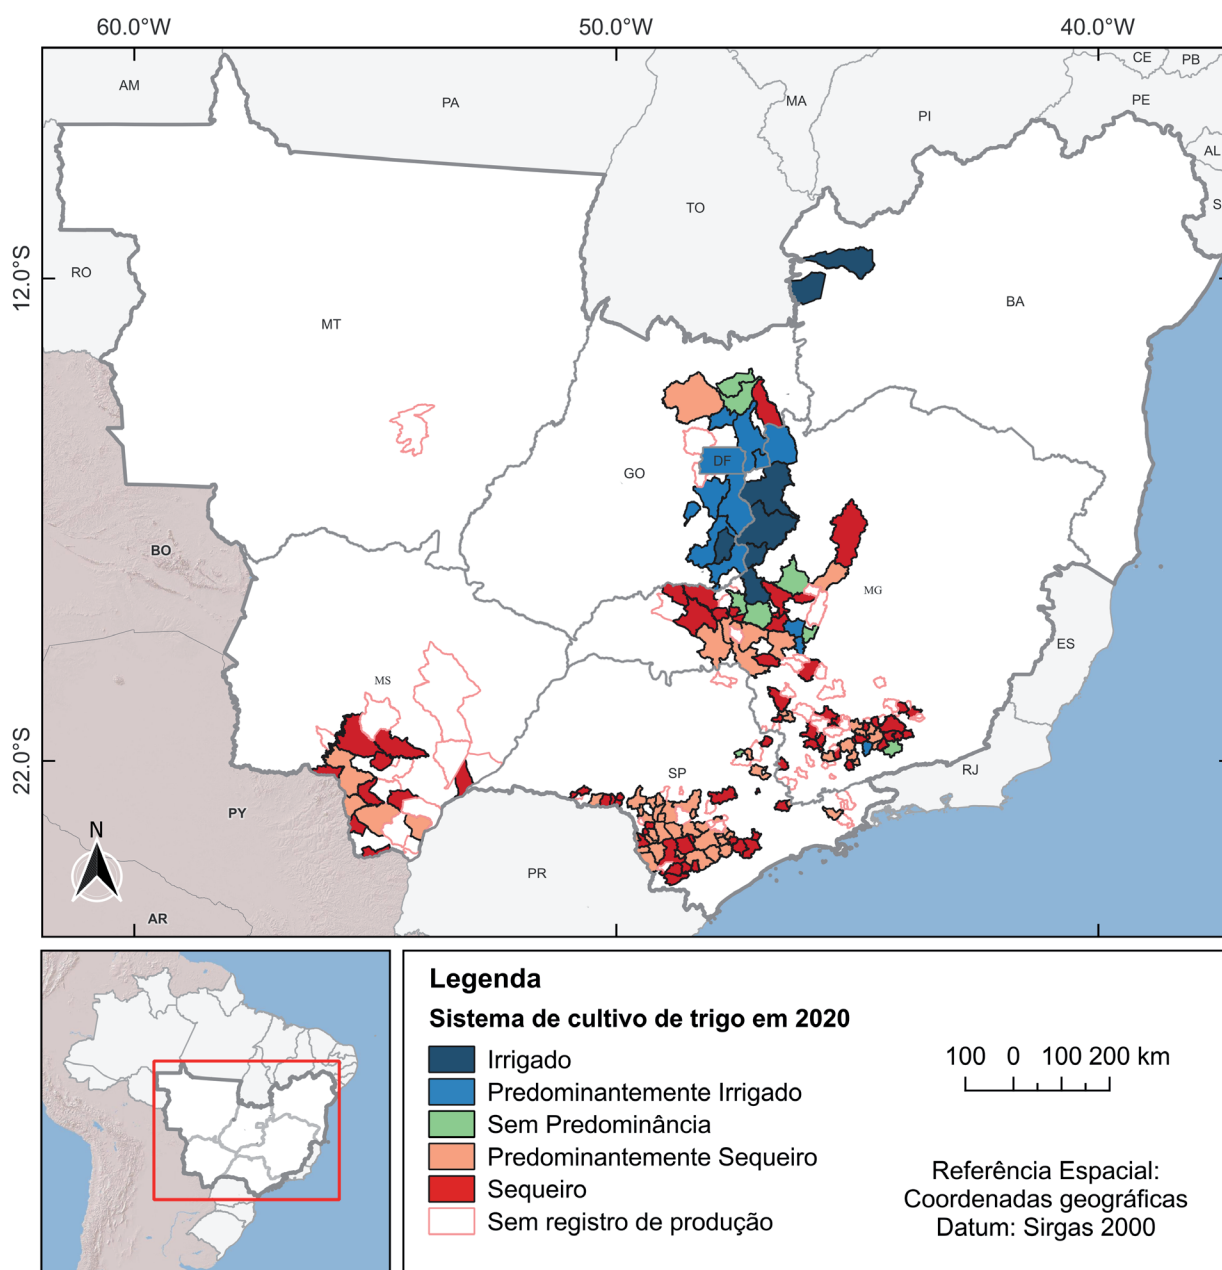 60.0°W 50.0°W 40.0°W
AM
PA
MA
PI
CE
PB
PE
AL
S
TO
RO
12.0°S
MT
BA
GO
DF
BO
MG
ES
MS
22.0°S
SP
RJ
PY
N
PR
AR
Legenda
Sistema de cultivo de trigo em 2020
Irrigado
Predominantemente Irrigado
Sem Predominância
Predominantemente Sequeiro
Sequeiro
Sem registro de produção
100 0 100 200 km
Referência Espacial:
Coordenadas geográficas
Datum: Sirgas 2000